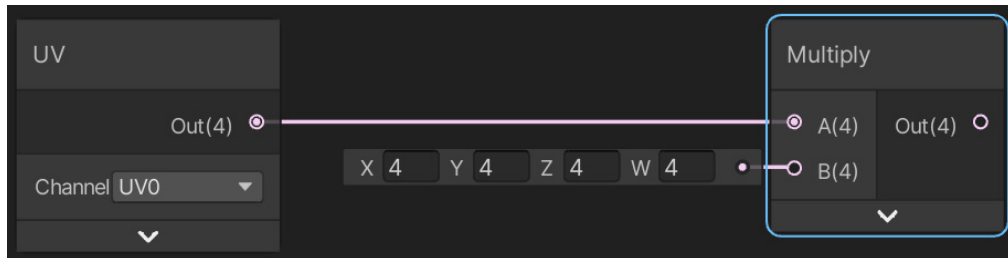 UV
Out(4)
Channel UV0
X 4 Y 4 Z 4 W 4
Multiply
A(4) Out(4)
B(4)